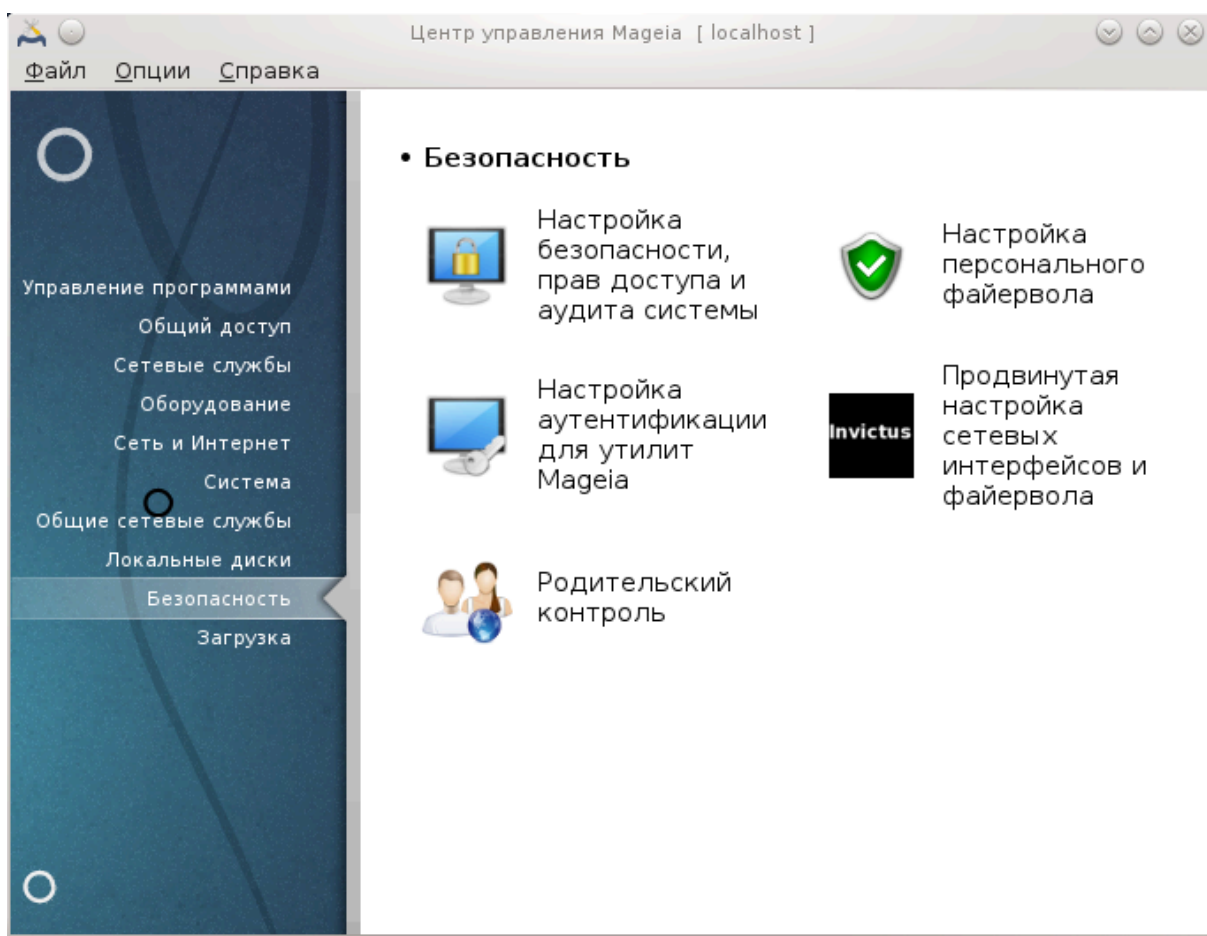 Центр управления Mageia [ localhost ]
Файл Опции Справка
Управление программами
Общий доступ
Сетевые службы
Оборудование
Сеть и Интернет
Система
Общие сетевые службы
Локальные диски
Безопасность
Загрузка
• Безопасность
Настройка
безопасности,
прав доступа и
аудита системы
Настройка
персонального
файервола
Настройка
аутентификации
для утилит
Mageia
Invictus
Продвинутая
настройка
сетевых
интерфейсов и
файервола
Родительский
контроль